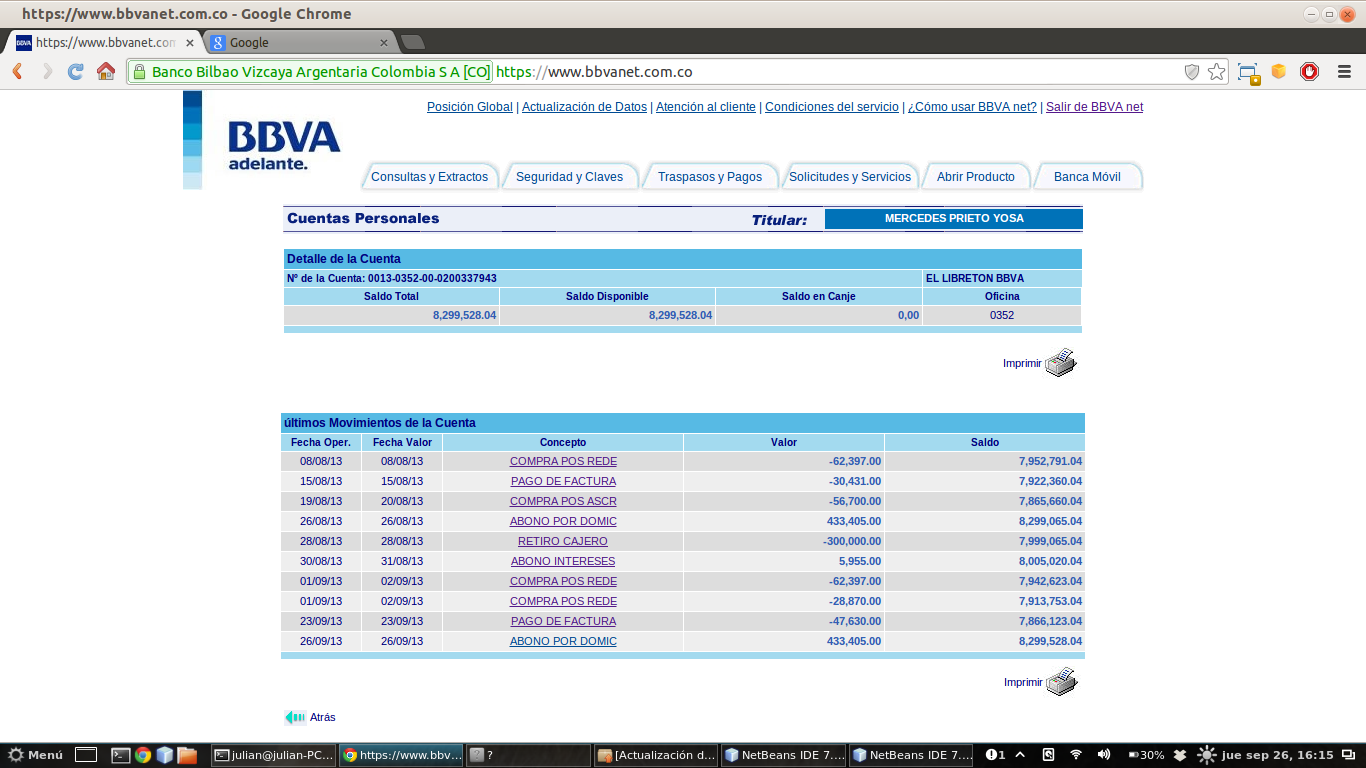 https://www.bbvanet.com.co - Google Chrome
https://www.bbvanet.com Google
Banco Bilbao Vizcaya Argentaria Colombia S A [CO] https://www.bbvanet.com.co
Posición Global | Actualización de Datos | Atención al cliente | Condiciones del servicio | ¿Cómo usar BBVA net? | Salir de BBVA net
BBVA
adelante.
Consultas y Extractos Seguridad y Claves Traspasos y Pagos Solicitudes y Servicios Abrir Producto Banca Móvil
Cuentas Personales Titular: MERCEDES PRIETO YOSA
Detalle de la Cuenta
Nº de la Cuenta: 0013-0352-00-0200337943 EL LIBRETON BBVA
Saldo Total Saldo Disponible Saldo en Canje Oficina
8,299,528.04 8,299,528.04 0,00 0352
Imprimir
últimos Movimientos de la Cuenta
Fecha Oper. Fecha Valor Concepto Valor Saldo
08/08/13 08/08/13 COMPRA POS REDE -62,397.00 7,952,791.04
15/08/13 15/08/13 PAGO DE FACTURA -30,431.00 7,922,360.04
19/08/13 20/08/13 COMPRA POS ASCR -56,700.00 7,865,660.04
26/08/13 26/08/13 ABONO POR DOMIC 433,405.00 8,299,065.04
28/08/13 28/08/13 RETIRO CAJERO -300,000.00 7,999,065.04
30/08/13 31/08/13 ABONO INTERESES 5,955.00 8,005,020.04
01/09/13 02/09/13 COMPRA POS REDE -62,397.00 7,942,623.04
01/09/13 02/09/13 COMPRA POS REDE -28,870.00 7,913,753.04
23/09/13 23/09/13 PAGO DE FACTURA -47,630.00 7,866,123.04
26/09/13 26/09/13 ABONO POR DOMIC 433,405.00 8,299,528.04
Imprimir
Atrás
Menú julian@julian-PC... https://www.bbv... ? [Actualización d... NetBeans IDE 7.... NetBeans IDE 7.... 1 30% jue sep 26, 16:15